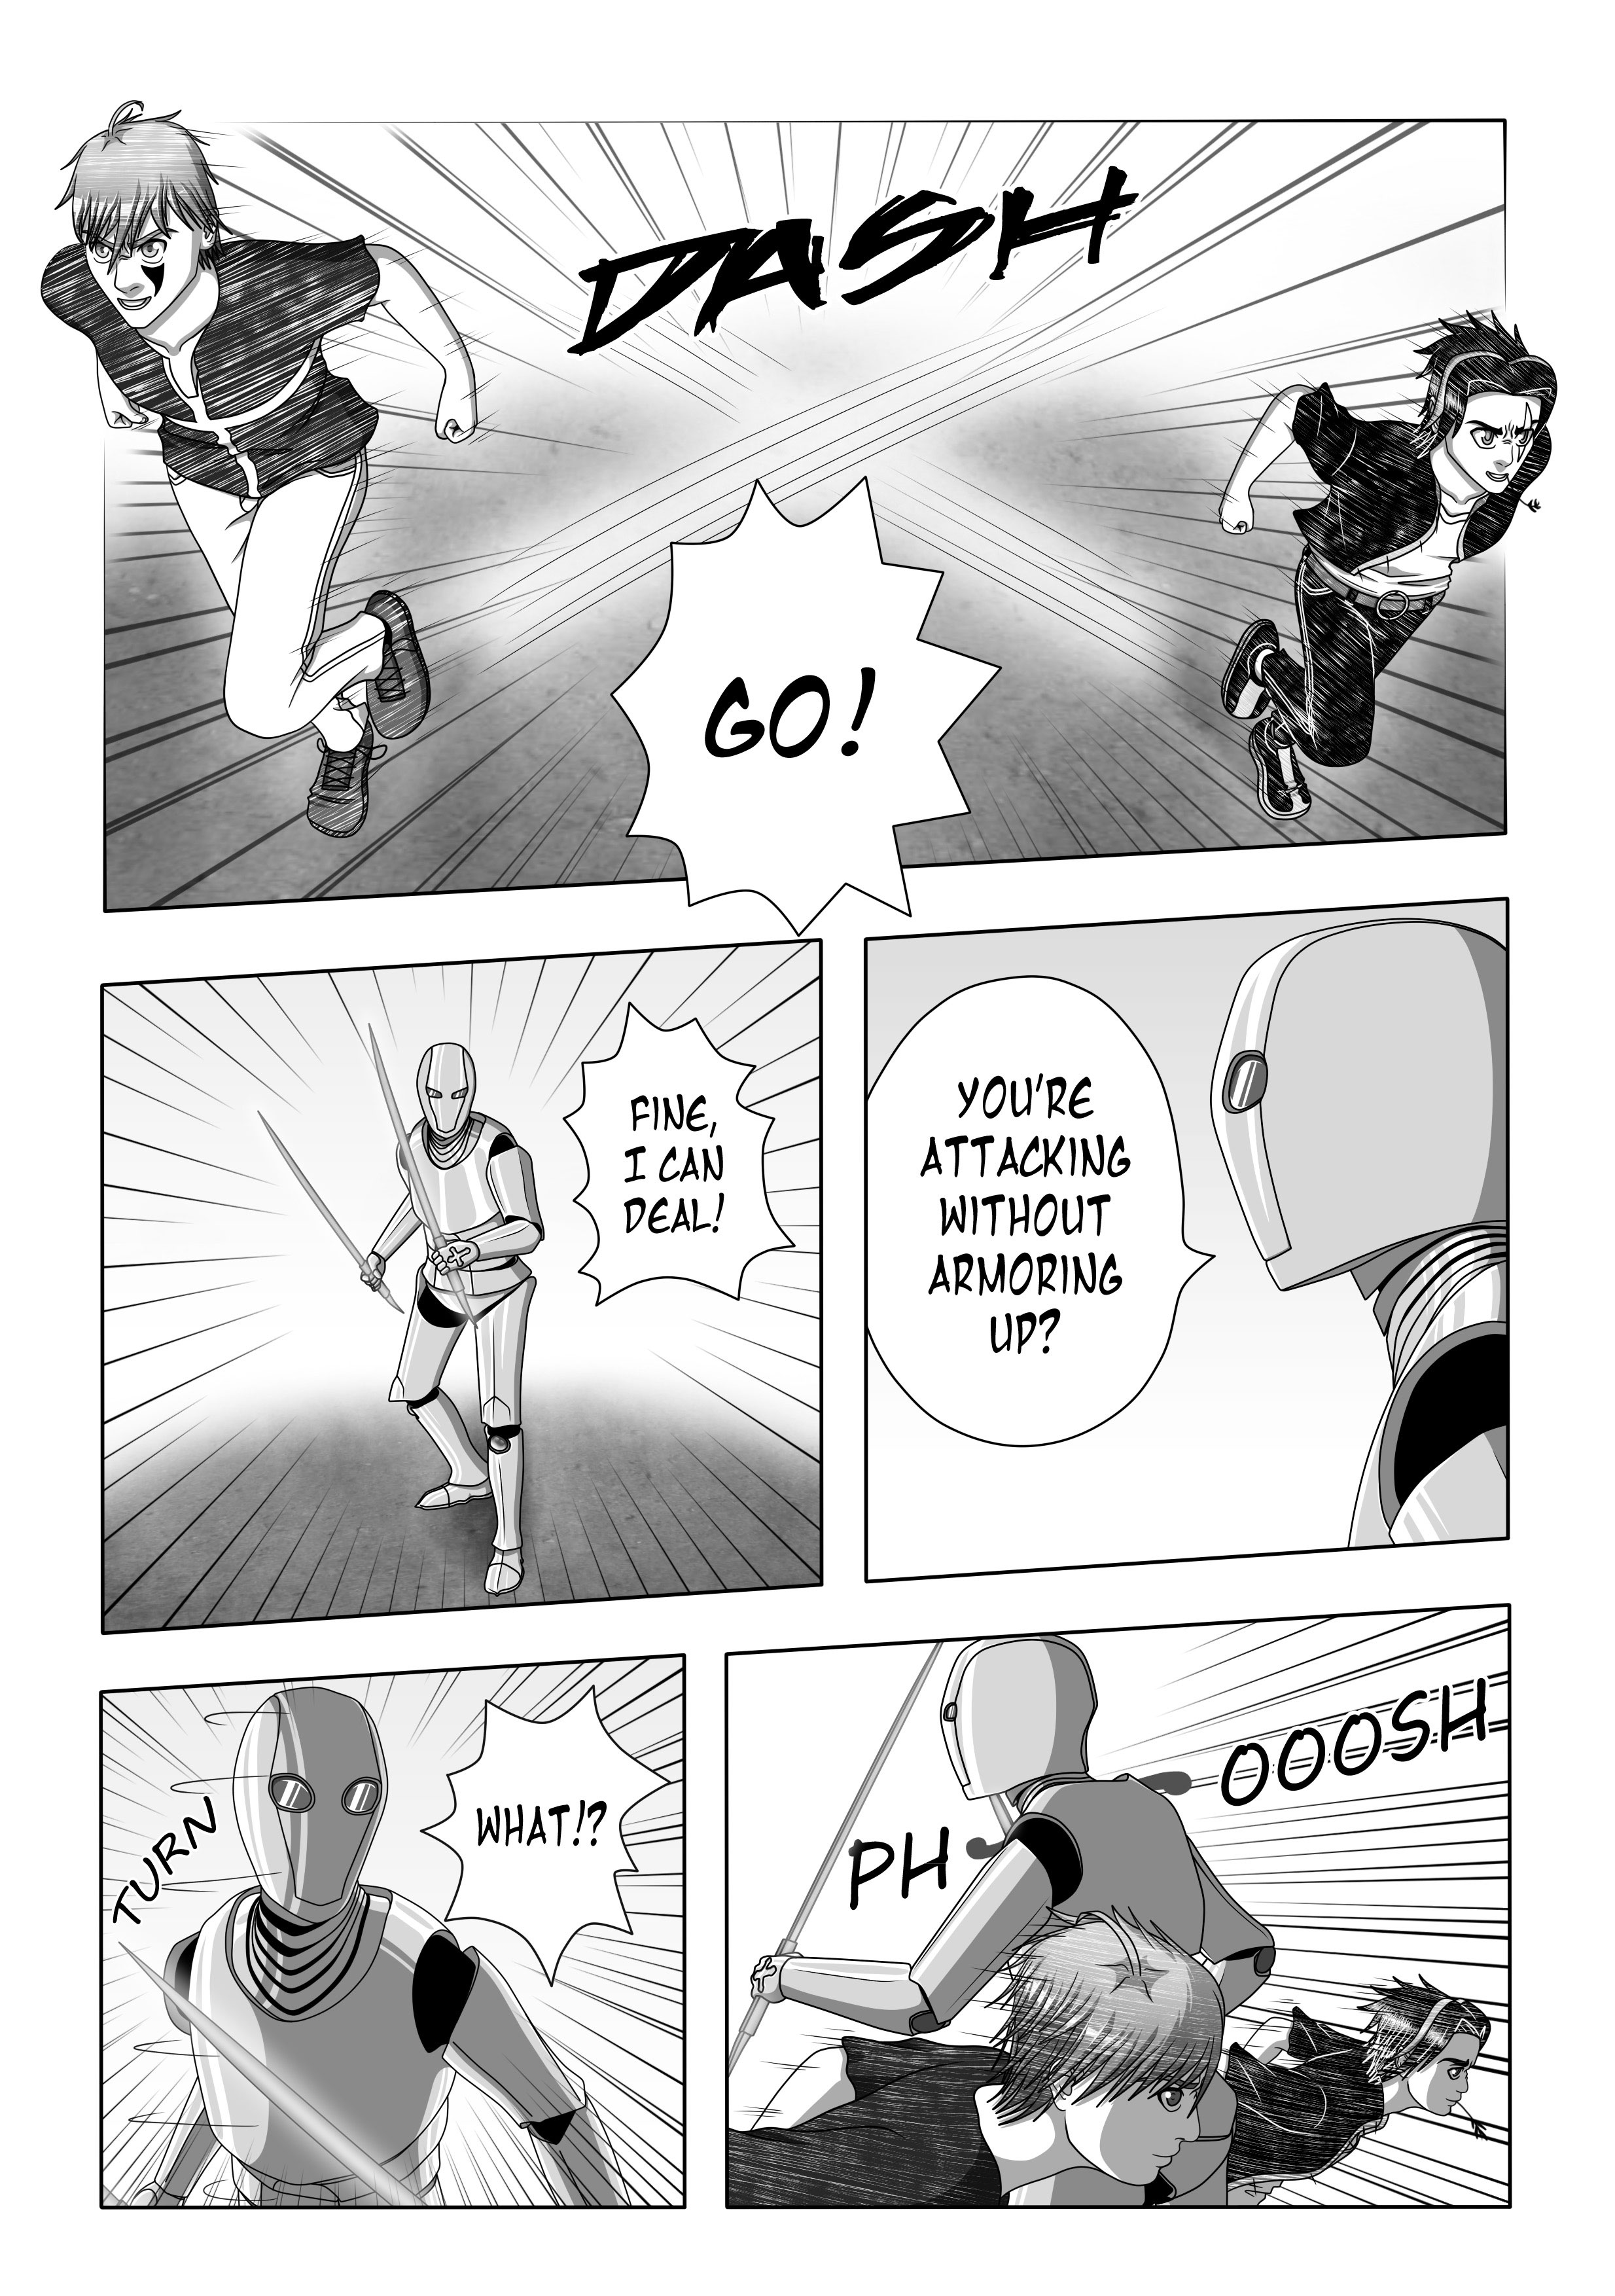 DASH
GO!
YOU'RE
ATTACKING
WITHOUT
ARMORING
UP?
FINE,
I CAN
DEAL!
PH
OOOSH
WHAT!?
TURN